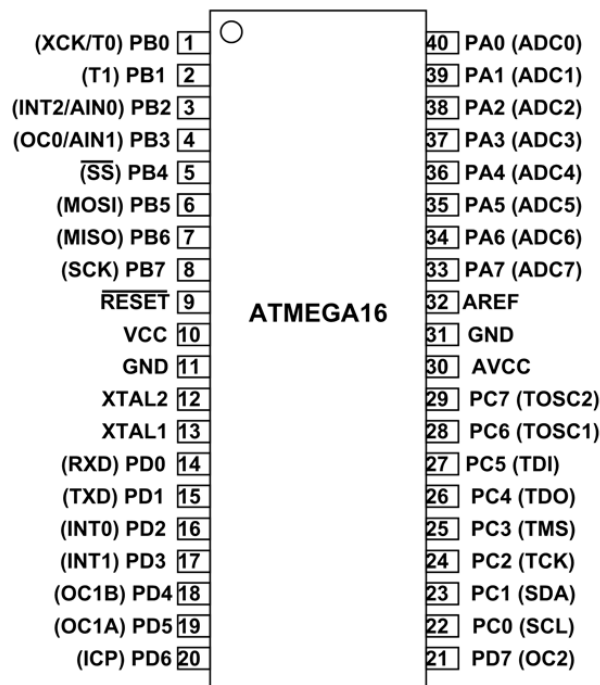 (XCK/T0) PB0 1 40 PA0 (ADC0)
(T1) PB1 2 39 PA1 (ADC1)
(INT2/AIN0) PB2 3 38 PA2 (ADC2)
(OC0/AIN1) PB3 4 37 PA3 (ADC3)
(S̅S̅) PB4 5 36 PA4 (ADC4)
(MOSI) PB5 6 35 PA5 (ADC5)
(MISO) PB6 7 34 PA6 (ADC6)
(SCK) PB7 8 33 PA7 (ADC7)
R̅E̅S̅E̅T̅ 9 32 AREF
ATMEGA16
VCC 10 31 GND
GND 11 30 AVCC
XTAL2 12 29 PC7 (TOSC2)
XTAL1 13 28 PC6 (TOSC1)
(RXD) PD0 14 27 PC5 (TDI)
(TXD) PD1 15 26 PC4 (TDO)
(INT0) PD2 16 25 PC3 (TMS)
(INT1) PD3 17 24 PC2 (TCK)
(OC1B) PD4 18 23 PC1 (SDA)
(OC1A) PD5 19 22 PC0 (SCL)
(ICP) PD6 20 21 PD7 (OC2)